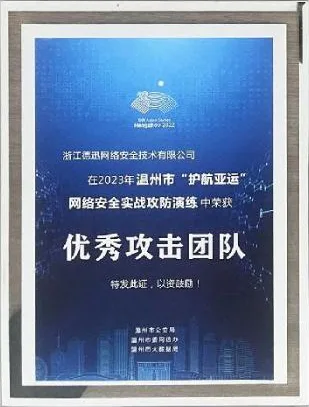 Hangzhou 2022
浙江德迅网络安全技术有限公司
在2023年温州市“护航亚运”
网络安全实战攻防演练中荣获
优秀攻击团队
特发此证，以资鼓励！
温州市公安局
温州市委网信办
温州市大数据局